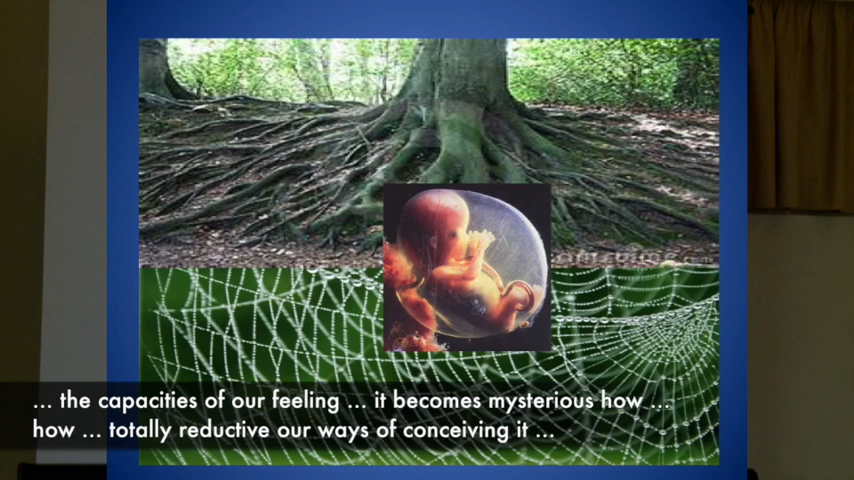 … the capacities of our feeling … it becomes mysterious how …
how … totally reductive our ways of conceiving it …